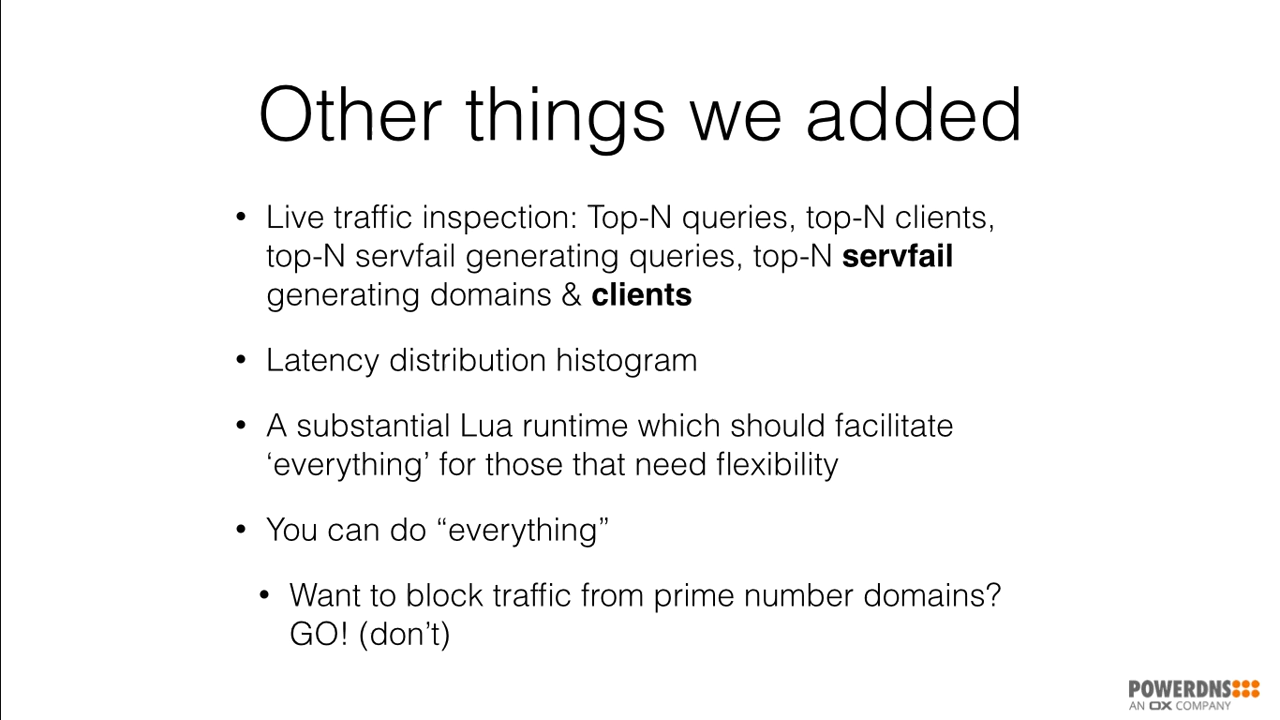 Other things we added
• Live traffic inspection: Top-N queries, top-N clients,
top-N servfail generating queries, top-N servfail
generating domains & clients
• Latency distribution histogram
• A substantial Lua runtime which should facilitate
‘everything’ for those that need flexibility
• You can do “everything”
• Want to block traffic from prime number domains?
GO! (don’t)
POWERDNS
AN OX COMPANY